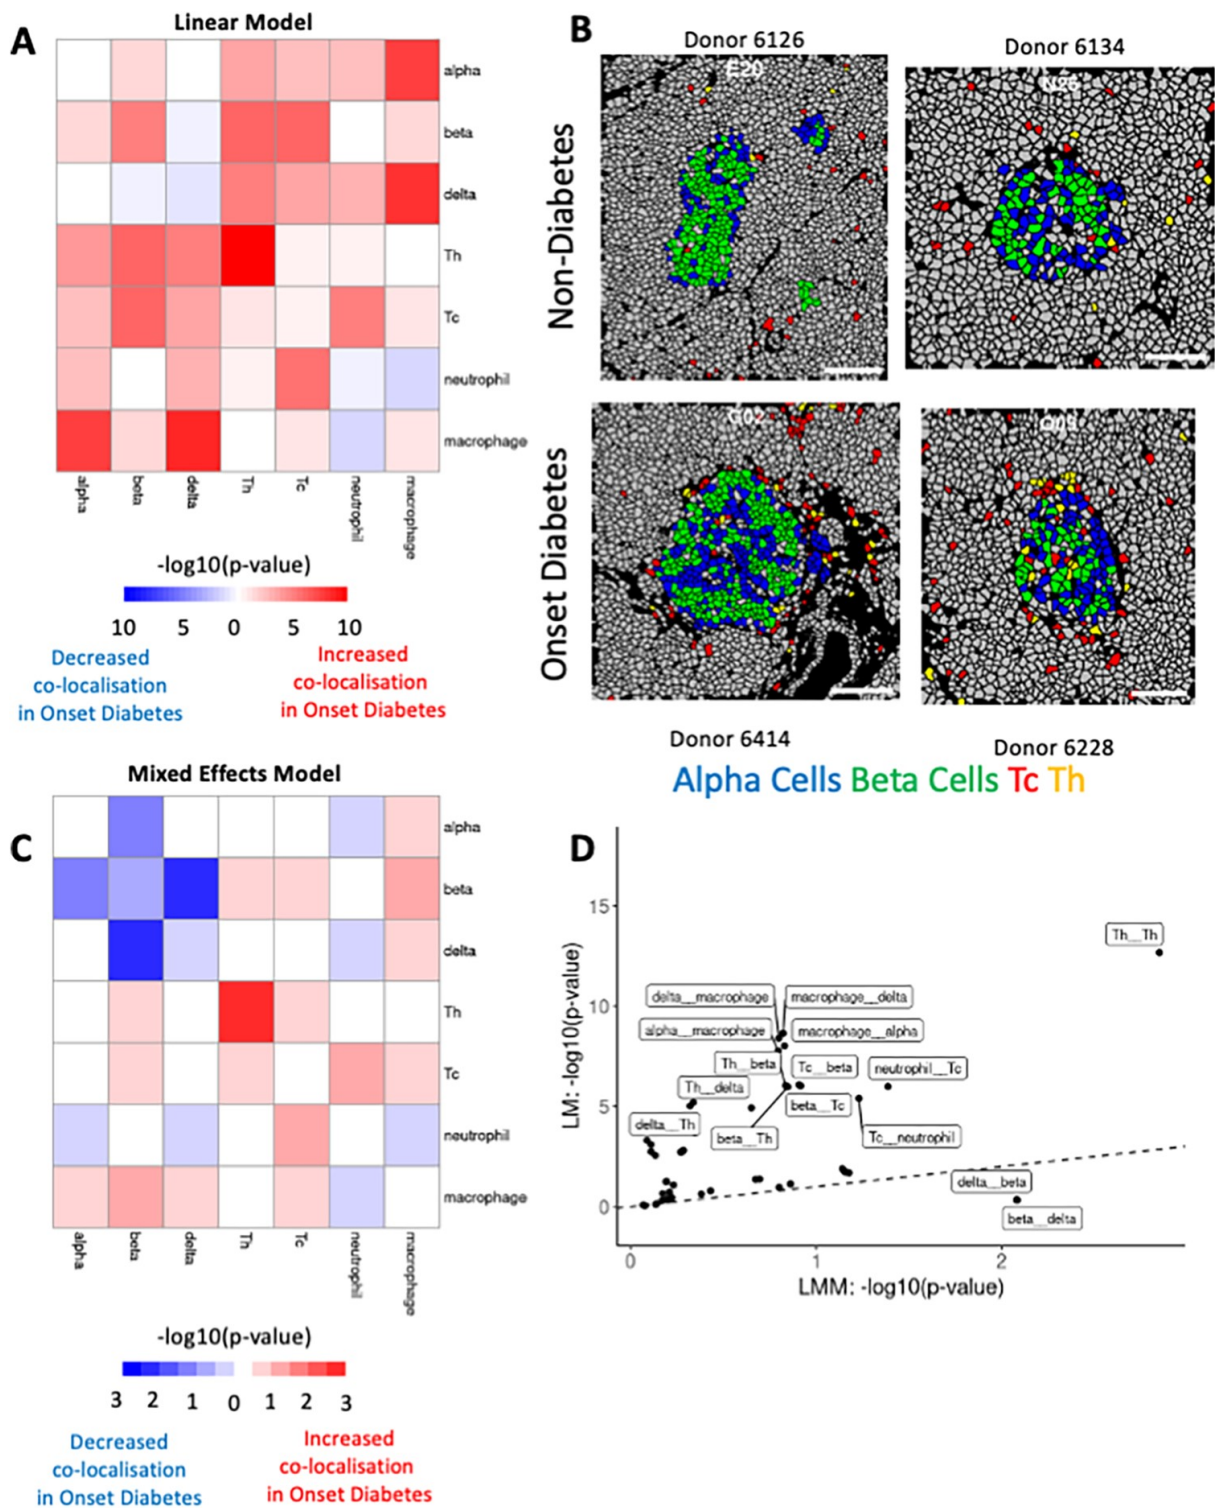 A
Linear Model
alpha
beta
delta
Th
Tc
neutrophil
macrophage
alpha beta delta Th Tc neutrophil macrophage
-log10(p-value)
10 5 0 5 10
Decreased
co-localisation
in Onset Diabetes
Increased
co-localisation
in Onset Diabetes
B
Donor 6126
Donor 6134
Non-Diabetes
E20
Onset Diabetes
G02
Donor 6414
Donor 6228
Alpha Cells Beta Cells Tc Th
C
Mixed Effects Model
alpha
beta
delta
Th
Tc
neutrophil
macrophage
alpha beta delta Th Tc neutrophil macrophage
-log10(p-value)
3 2 1 0 1 2 3
Decreased
co-localisation
in Onset Diabetes
Increased
co-localisation
in Onset Diabetes
D
LM: -log10(p-value)
15
10
5
0
Th__Th
delta__macrophage
macrophage__delta
alpha__macrophage
macrophage__alpha
Th__beta
Tc__beta
neutrophil__Tc
Th__delta
beta__Tc
delta__Th
beta__Th
Tc__neutrophil
delta__beta
beta__delta
0 1 2
LMM: -log10(p-value)